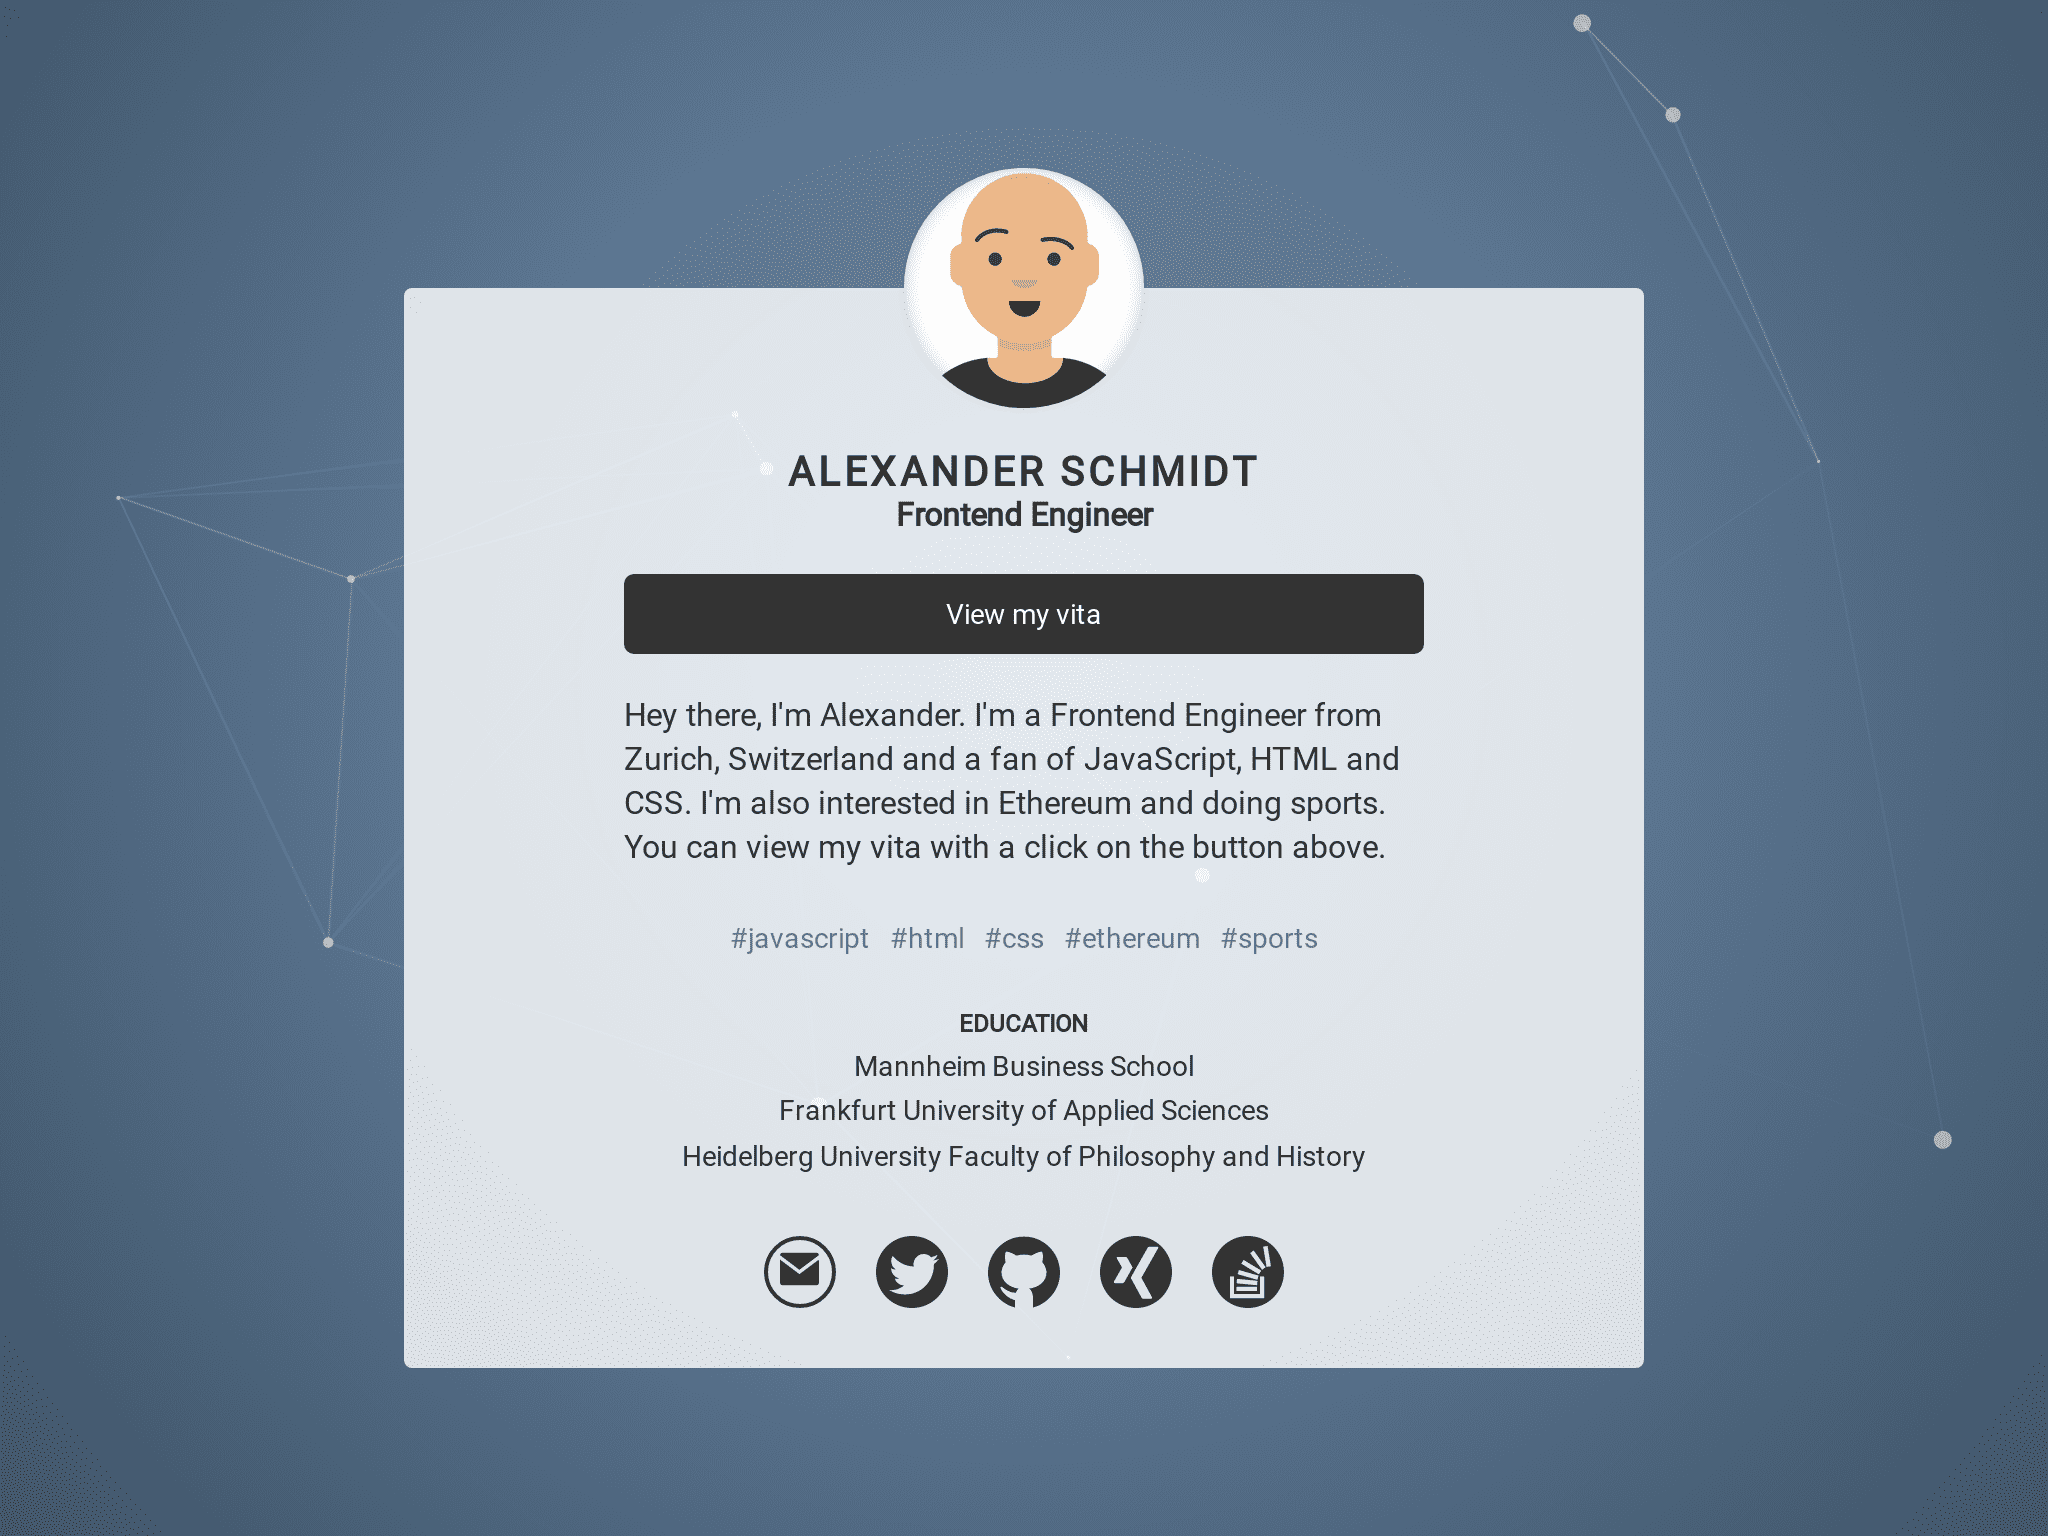 ALEXANDER SCHMIDT
Frontend Engineer
View my vita
Hey there, I'm Alexander. I'm a Frontend Engineer from
Zurich, Switzerland and a fan of JavaScript, HTML and
CSS. I'm also interested in Ethereum and doing sports.
You can view my vita with a click on the button above.
#javascript #html #css #ethereum #sports
EDUCATION
Mannheim Business School
Frankfurt University of Applied Sciences
Heidelberg University Faculty of Philosophy and History